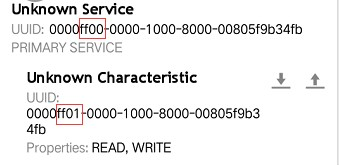 Unknown Service
UUID: 0000ff00-0000-1000-8000-00805f9b34fb
PRIMARY SERVICE
Unknown Characteristic
UUID:
0000ff01-0000-1000-8000-00805f9b3
4fb
Properties: READ, WRITE